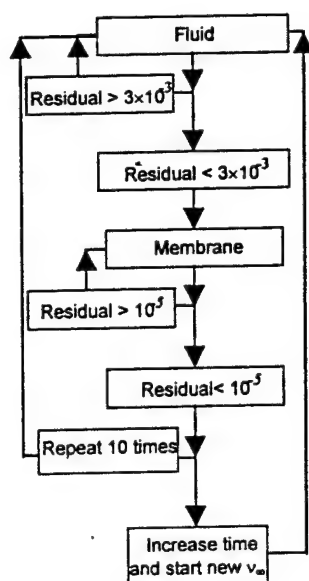 Fluid
Residual > 3×10⁻³
Residual < 3×10⁻³
Membrane
Residual > 10⁻⁵
Residual< 10⁻⁵
Repeat 10 times
Increase time
and start new ν∞